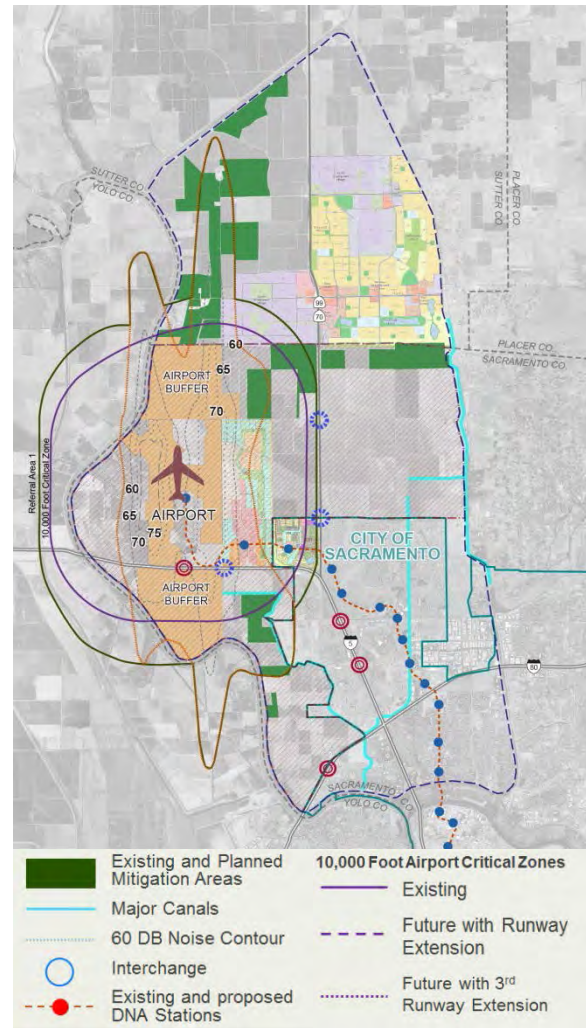 SUTTER CO.
YOLO CO.
PLACER CO.
SUTTER CO.
99
70
PLACER CO.
SACRAMENTO CO.
60
65
70
AIRPORT
BUFFER
Referral Area 1
10,000 Foot Critical Zone
60
65
70
75
AIRPORT
AIRPORT
BUFFER
CITY OF
SACRAMENTO
5
80
SACRAMENTO CO.
YOLO CO.
Existing and Planned
Mitigation Areas
Major Canals
60 DB Noise Contour
Interchange
Existing and proposed
DNA Stations
10,000 Foot Airport Critical Zones
Existing
Future with Runway
Extension
Future with 3rd
Runway Extension